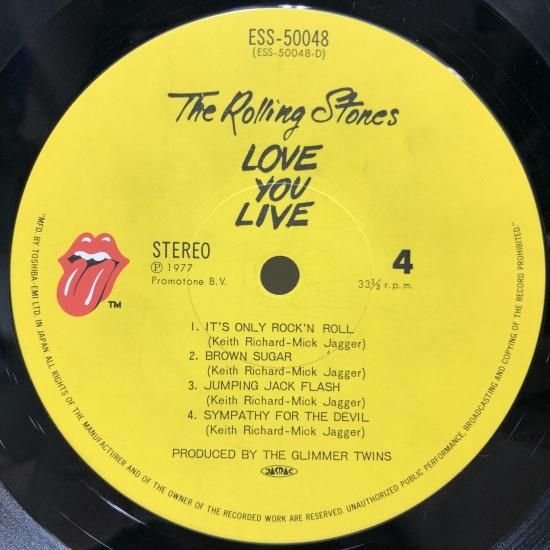 ESS-50048
(ESS-50048-D)
The Rolling Stones
LOVE
YOU
LIVE
STEREO
Ⓟ 1977
Promotone B.V.
4
33⅓ r.p.m.
TM
1. IT'S ONLY ROCK'N ROLL
(Keith Richard-Mick Jagger)
2. BROWN SUGAR
(Keith Richard-Mick Jagger)
3. JUMPING JACK FLASH
(Keith Richard-Mick Jagger)
4. SYMPATHY FOR THE DEVIL
(Keith Richard-Mick Jagger)
PRODUCED BY THE GLIMMER TWINS
JASRAC
"MFD. BY TOSHIBA-EMI LTD. IN JAPAN ALL RIGHTS OF THE MANUFACTURER AND OF THE OWNER OF THE RECORDED WORK ARE RESERVED. UNAUTHORIZED PUBLIC PERFORMANCE, BROADCASTING AND COPYING OF THE RECORD PROHIBITED."